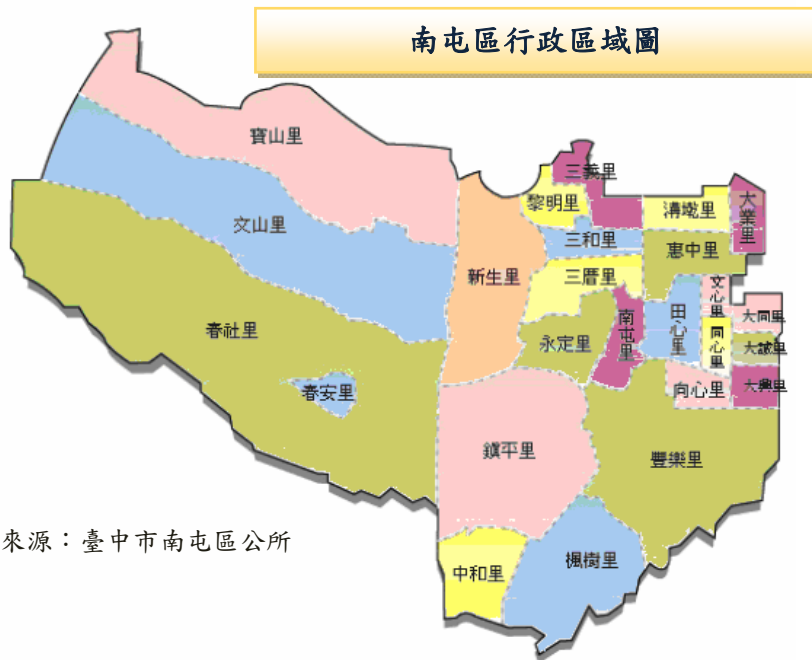 南屯區行政區域圖
寶山里
三義里
黎明里
溝墘里
大業里
文山里
三和里
惠中里
新生里
三厝里
文心里
大同里
春社里
永定里
南屯里
田心里
同心里
大誠里
春安里
向心里
大興里
鎮平里
豐樂里
來源：臺中市南屯區公所
中和里
楓樹里